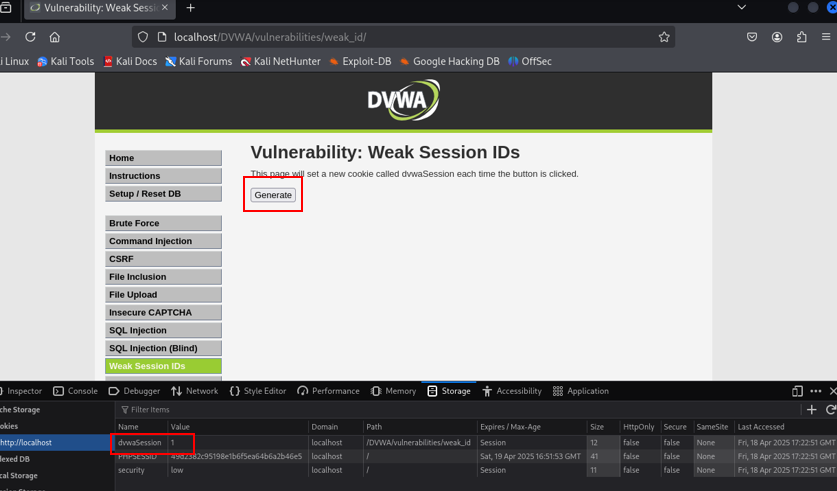 Vulnerability: Weak Sessi
localhost/DVWA/vulnerabilities/weak_id/
i Linux Kali Tools Kali Docs Kali Forums Kali NetHunter Exploit-DB Google Hacking DB OffSec
DVWA
Vulnerability: Weak Session IDs
This page will set a new cookie called dvwaSession each time the button is clicked.
Generate
Home
Instructions
Setup / Reset DB
Brute Force
Command Injection
CSRF
File Inclusion
File Upload
Insecure CAPTCHA
SQL Injection
SQL Injection (Blind)
Weak Session IDs
Inspector Console Debugger Network Style Editor Performance Memory Storage Accessibility Application
che Storage
okies
http://localhost
dexed DB
cal Storage
Filter Items
Name Value Domain Path Expires / Max-Age Size HttpOnly Secure SameSite Last Accessed
dvwaSession 1 localhost /DVWA/vulnerabilities/weak_id Session 12 false false None Fri, 18 Apr 2025 17:22:51 GMT
PHPSESSID 49d2382c95198e1b6f5ea64b6a2b46e5 localhost / Sat, 19 Apr 2025 16:51:53 GMT 41 false false None Fri, 18 Apr 2025 17:22:51 GMT
security low localhost / Session 11 false false None Fri, 18 Apr 2025 17:22:51 GMT